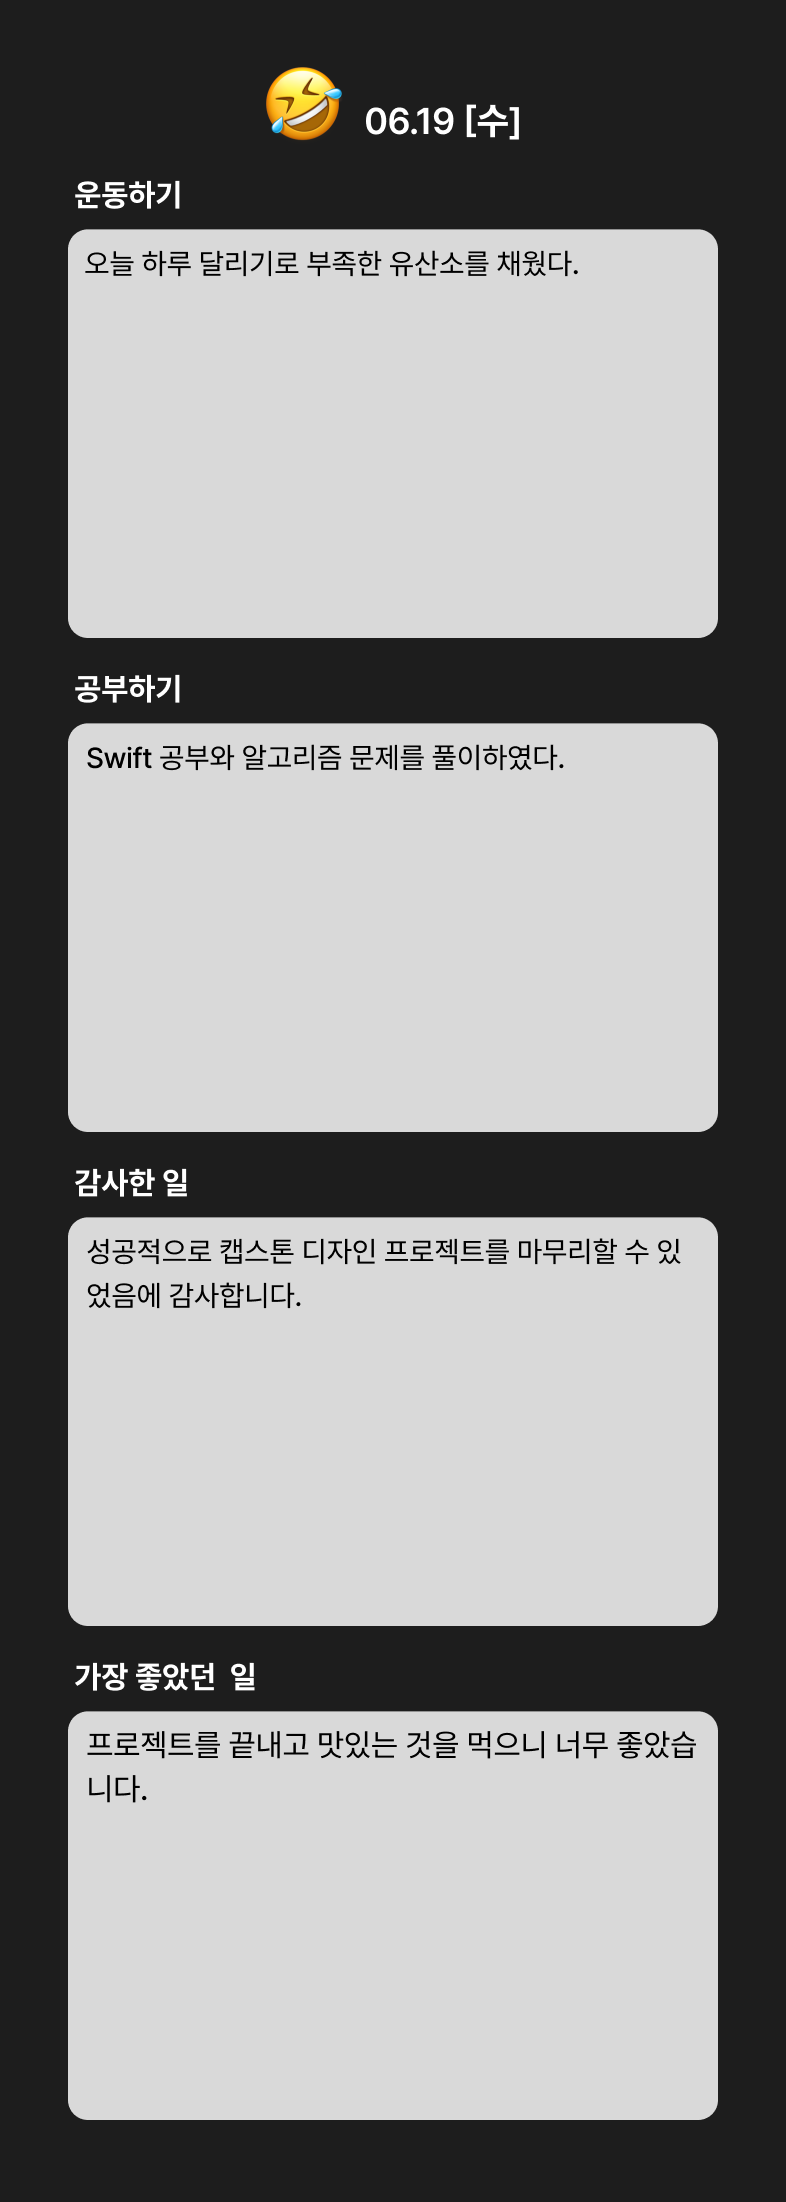 🤣 06.19 [수]
운동하기
오늘 하루 달리기로 부족한 유산소를 채웠다.
공부하기
Swift 공부와 알고리즘 문제를 풀이하였다.
감사한 일
성공적으로 캡스톤 디자인 프로젝트를 마무리할 수 있
었음에 감사합니다.
가장 좋았던  일
프로젝트를 끝내고 맛있는 것을 먹으니 너무 좋았습
니다.